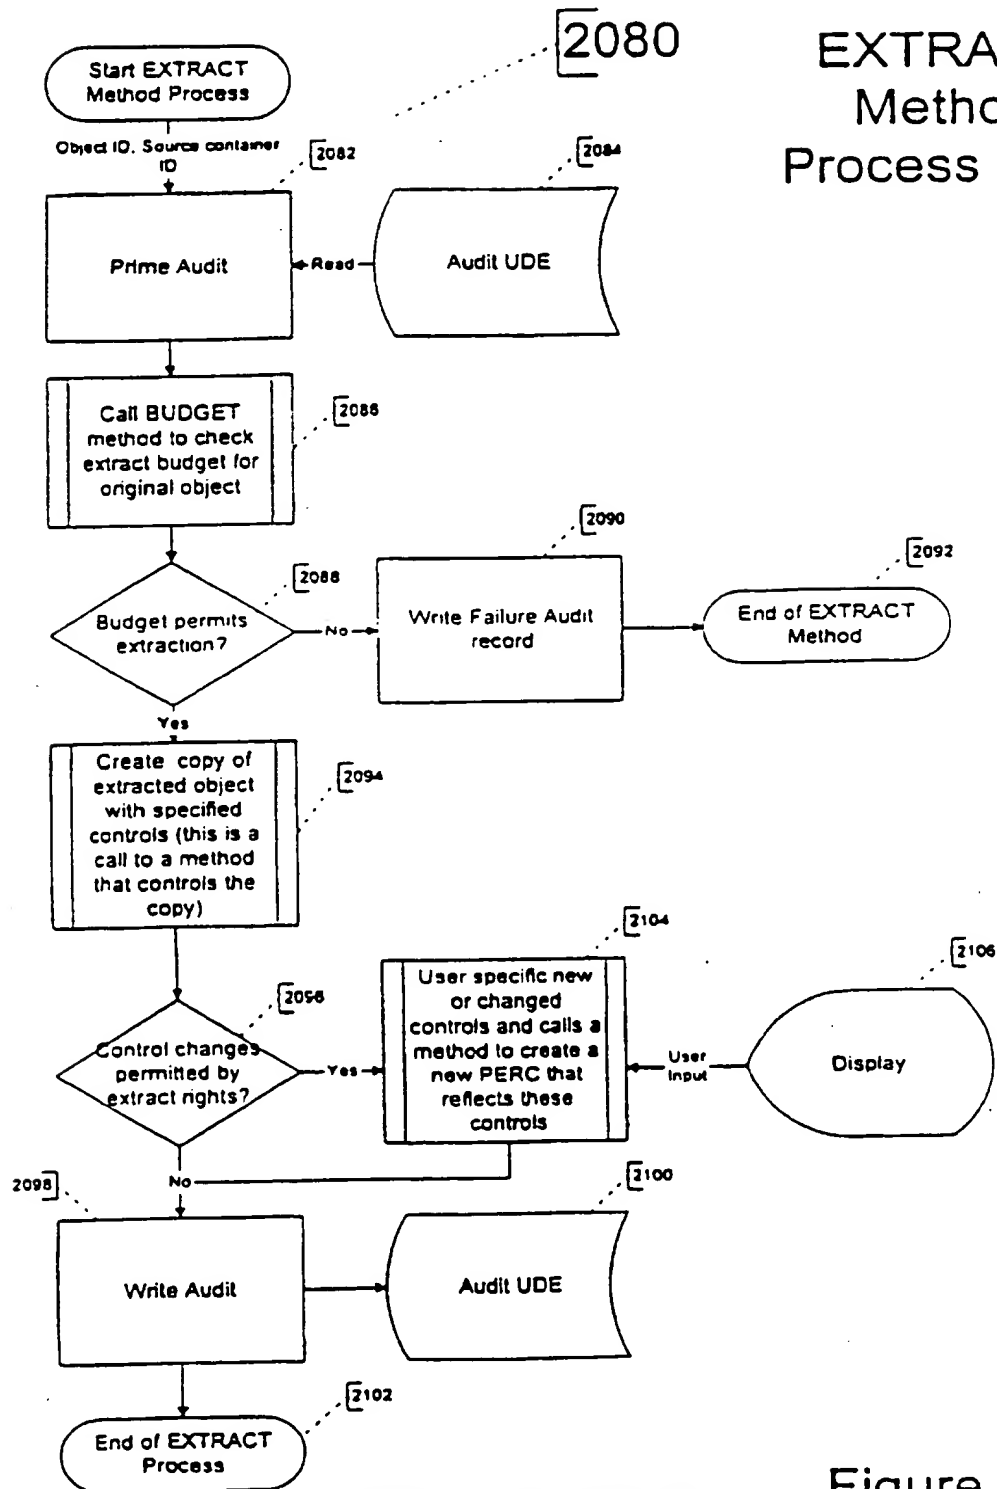 2080
EXTRA
Metho
Process
Start EXTRACT
Method Process
Object ID, Source container
ID
2082
2084
Prime Audit
Read
Audit UDE
Call BUDGET
method to check
extract budget for
original object
2086
2090
2092
2088
Budget permits
extraction?
No
Write Failure Audit
record
End of EXTRACT
Method
Yes
Create copy of
extracted object
with specified
controls (this is a
call to a method
that controls the
copy)
2094
2104
2106
2096
Control changes
permitted by
extract rights?
Yes
User specific new
or changed
controls and calls a
method to create a
new PERC that
reflects these
controls
User
Input
Display
No
2098
2100
Write Audit
Audit UDE
2102
End of EXTRACT
Process
Figure